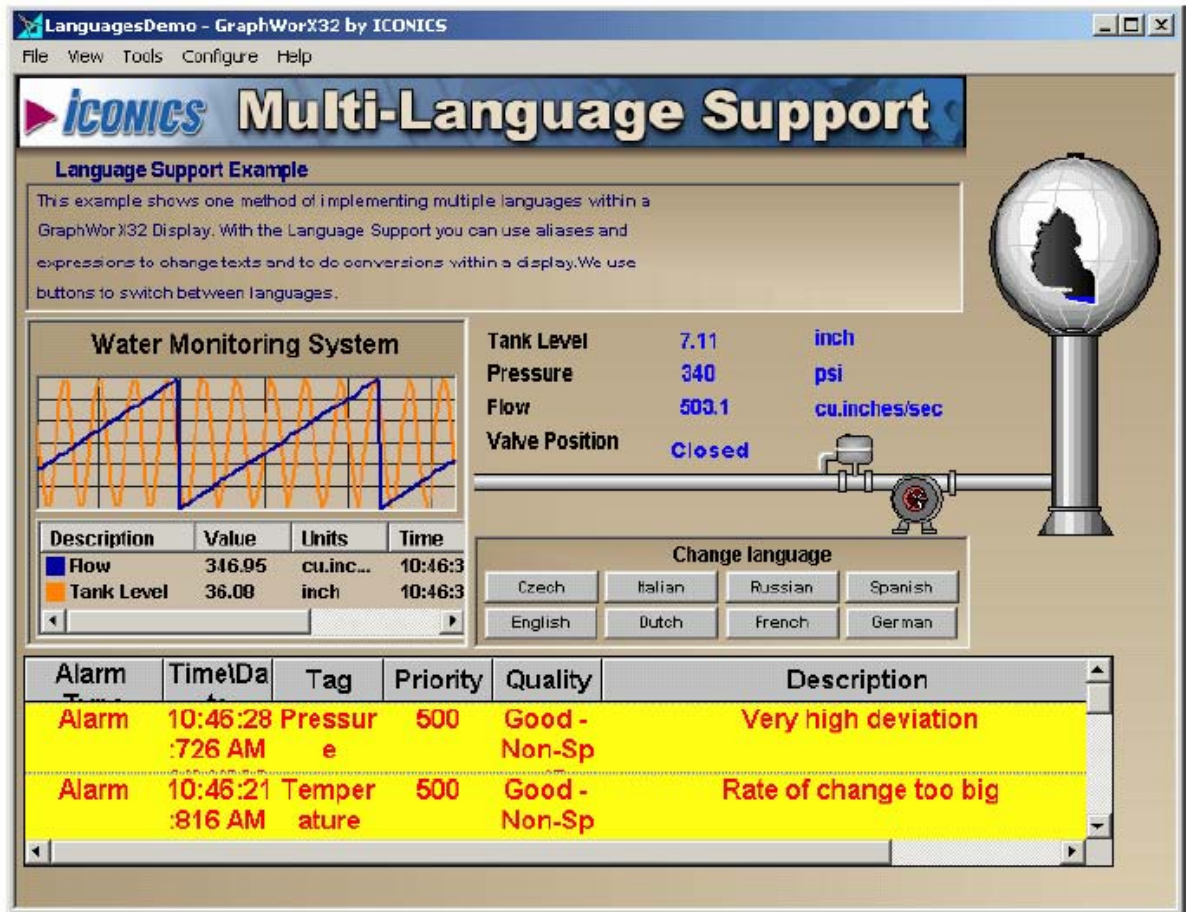 LanguagesDemo - GraphWorX32 by ICONICS
File View Tools Configure Help
ICONICS Multi-Language Support
Language Support Example
This example shows one method of implementing multiple languages within a
GraphWorX32 Display. With the Language Support you can use aliases and
expressions to change texts and to do conversions within a display.We use
buttons to switch between languages.
Water Monitoring System
Tank Level 7.11 inch
Pressure 340 psi
Flow 503.1 cu.inches/sec
Valve Position Closed
Description Value Units Time
Flow 346.95 cu.inc... 10:46:3
Tank Level 36.08 inch 10:46:3
Change language
Czech Italian Russian Spanish
English Dutch French German
Alarm Time\Da Tag Priority Quality Description
Alarm 10:46:28 Pressur 500 Good - Very high deviation
:726 AM e Non-Sp
Alarm 10:46:21 Temper 500 Good - Rate of change too big
:816 AM ature Non-Sp